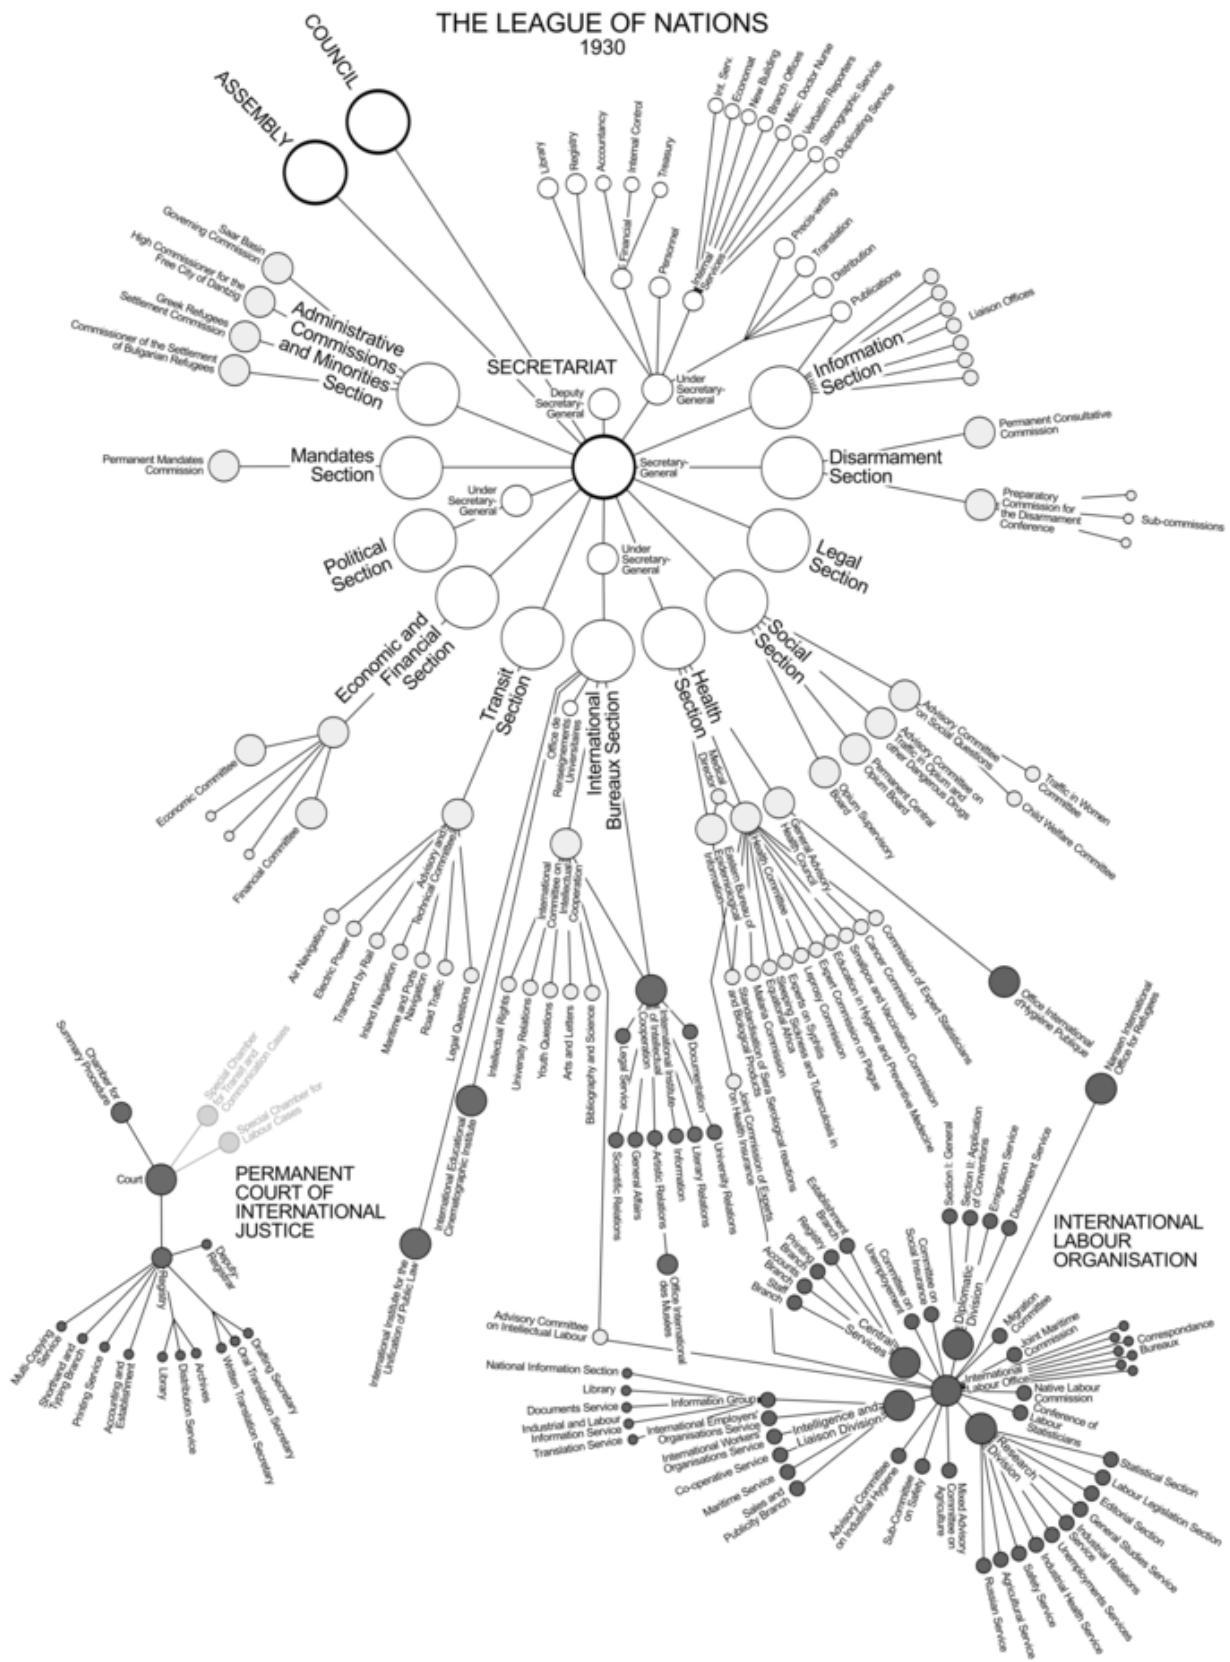 THE LEAGUE OF NATIONS
1930
COUNCIL
ASSEMBLY
Library
Registry
Accountancy
Internal Control
Treasury
Financial
Personnel
Int. Serv.
Economat
New Building
Branch Offices
Misc: Doctor Nurse
Verbatim Reporters
Stenographic Service
Duplicating Service
Internal
Services
Precis-writing
Translation
Distribution
Publications
Liaison Offices
Information
Section
Saar Basin
Governing Commission
High Commissioner for the
Free City of Dantzig
Greek Refugees
Settlement Commission
Commissioner of the Settlement
of Bulgarian Refugees
Administrative
Commissions
and Minorities
Section
SECRETARIAT
Deputy
Secretary-
General
Under
Secretary-
General
Secretary-
General
Permanent Consultative
Commission
Disarmament
Section
Preparatory
Commission for
the Disarmament
Conference
Sub-commissions
Permanent Mandates
Commission
Mandates
Section
Under
Secretary-
General
Political
Section
Under
Secretary-
General
Legal
Section
Economic and
Financial
Section
Economic Committee
Financial Committee
Transit
Section
Advisory and
Technical Committee
Air Navigation
Electric Power
Transport by Rail
Inland Navigation
Maritime and Ports
Navigation
Road Traffic
Legal Questions
International
Bureaux Section
Office de
Renseignements
Universitaires
International
Committee on
Intellectual
Cooperation
Intellectual Rights
University Relations
Youth Questions
Arts and Letters
Bibliography and Science
International Institute
of Intellectual
Cooperation
Legal Service
Documentation
Scientific Relations
General Affairs
Artistic Relations
Information
Literary Relations
University Relations
Office International
des Musées
International Educational
Cinematographic Institute
International Institute for the
Unification of Public Law
Advisory Committee
on Intellectual Labour
Health
Section
Medical
Director
Eastern Bureau of
Epidemiological
Information
Health Committee
General Advisory
Health Council
Standardisation of Sera Serological reactions
and Biological Products
Malaria Commission
Sleeping Sickness and Tuberculosis in
Equatorial Africa
Experts on Syphilis
Leprosy Commission
Expert Commission on Plague
Education in Hygiene and Preventive Medecine
Smallpox and Vaccination Commission
Cancer Commission
Commission of Expert Statisticians
Joint Commission of Experts
on Health Insurance
Office International
d'Hygiène Publique
Social
Section
Advisory Committee
on Social Questions
Advisory Committee on
Traffic in Opium and
other Dangerous Drugs
Permanent Central
Opium Board
Opium Supervisory
Board
Traffic in Women
Committee
Child Welfare Committee
Nansen International
Office for Refugees
PERMANENT
COURT OF
INTERNATIONAL
JUSTICE
Chamber for
Summary Procedure
Special Chamber
for Transit and
Communication Cases
Special Chamber for
Labour Cases
Court
Registry
Deputy-
Registrar
Multi-Copying
Service
Shorthand and
Typing Branch
Printing Service
Accounting and
Establishment
Library
Distribution Service
Archives
Written Translation Secretary
Oral Translation Secretary
Drafting Secretary
INTERNATIONAL
LABOUR
ORGANISATION
Section I: General
Section II: Application
of Conventions
Emigration Service
Disablement Service
Diplomatic
Division
Establishment
Branch
Registry
Printing
Branch
Accounts
Branch
Staff
Branch
Central
Services
Committee on
Unemployement
Committee on
Social Insurance
Migration
Committee
Joint Maritime
Commission
Correspondance
Bureaux
International
Labour Office
Native Labour
Commission
Conference of
Labour
Statisticians
National Information Section
Library
Documents Service
Industrial and Labour
Information Service
Translation Service
Information Group
International Employers'
Organisations Service
International Workers'
Organisations Service
Co-operative Service
Maritime Service
Sales and
Publicity Branch
Intelligence and
Liaison Division
Advisory Committee
on Industrial Hygiene
Sub-Committee
on Safety
Mixed Advisory
Committee on
Agriculture
Research
Division
Statistical Section
Labour Legislation Section
Editorial Section
General Studies Service
Industrial Relations
Service
Unemployments Services
Industrial Health Service
Safety Service
Agricultural Service
Russian Service